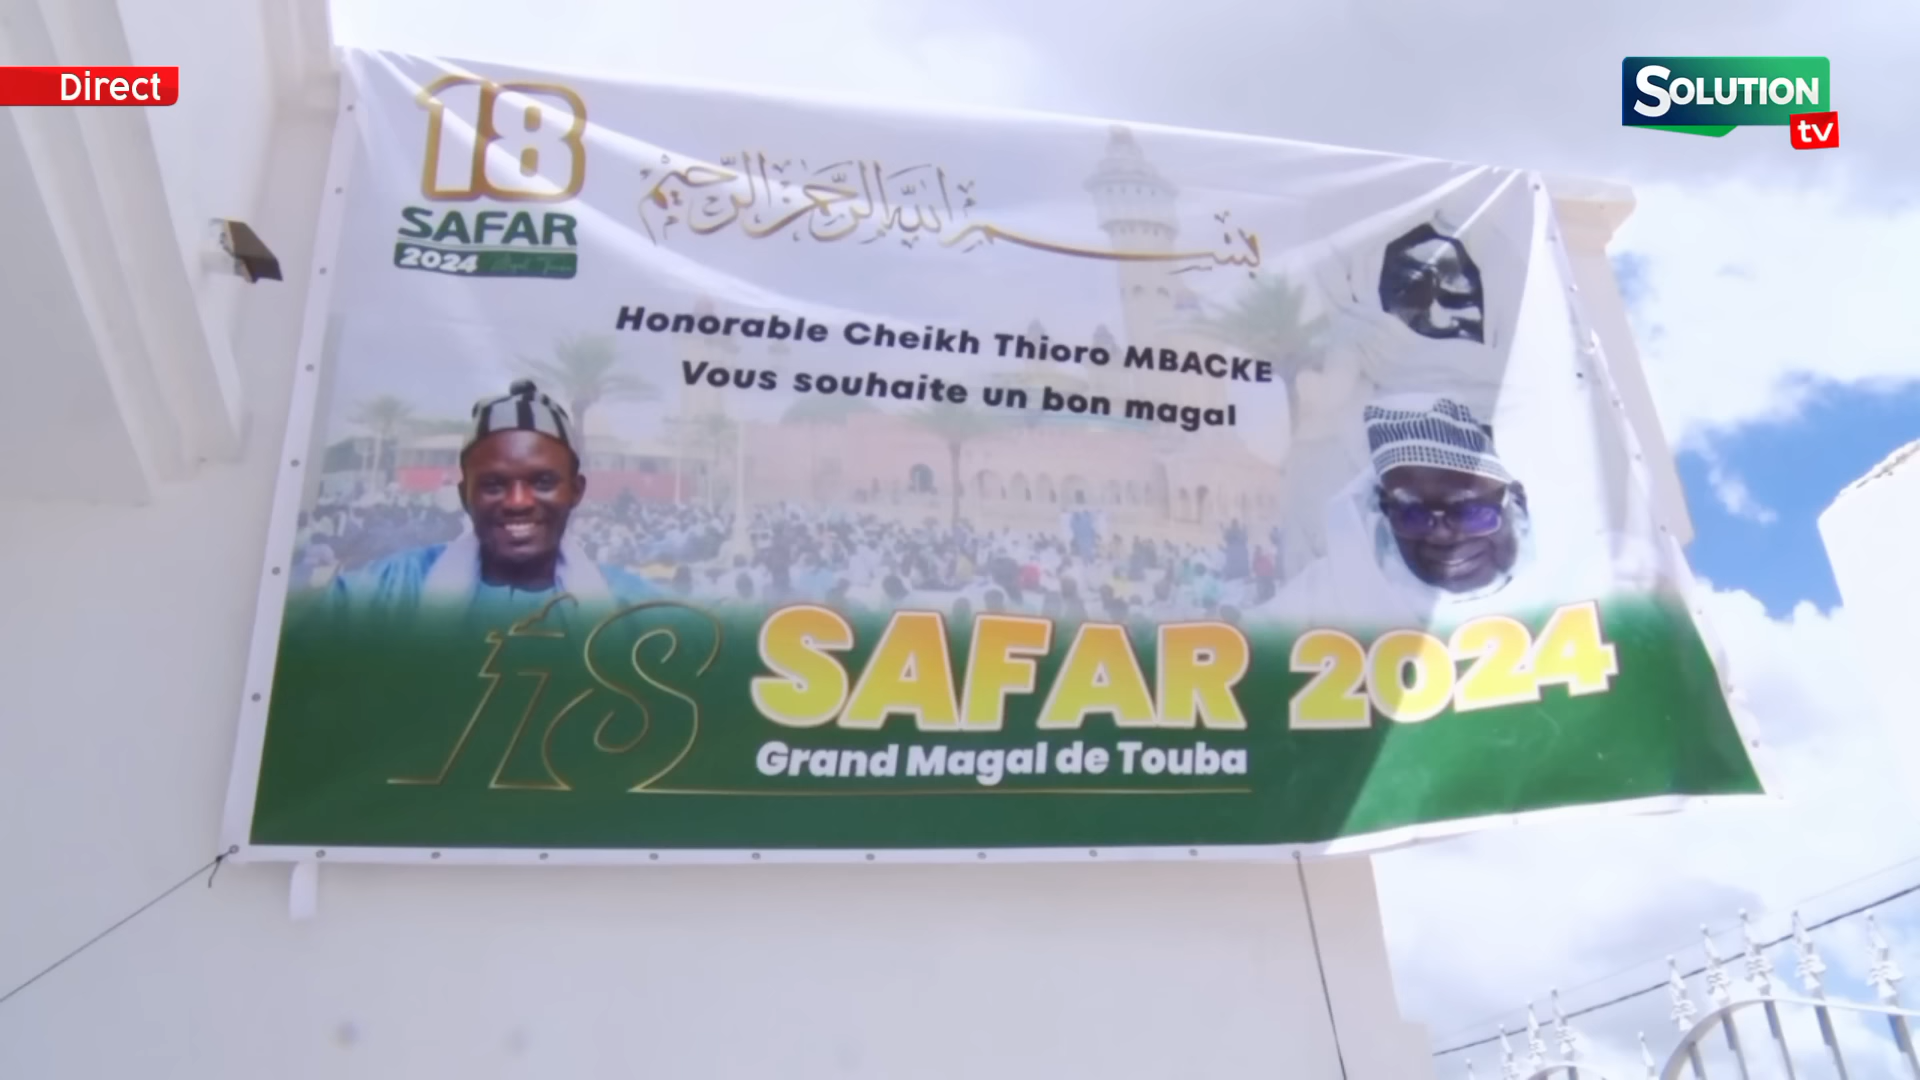 Direct
SOLUTION
tv
18
SAFAR
2024
بسم الله الرحمن الرحيم
Honorable Cheikh Thioro MBACKE
Vous souhaite un bon magal
18 SAFAR 2024
Grand Magal de Touba